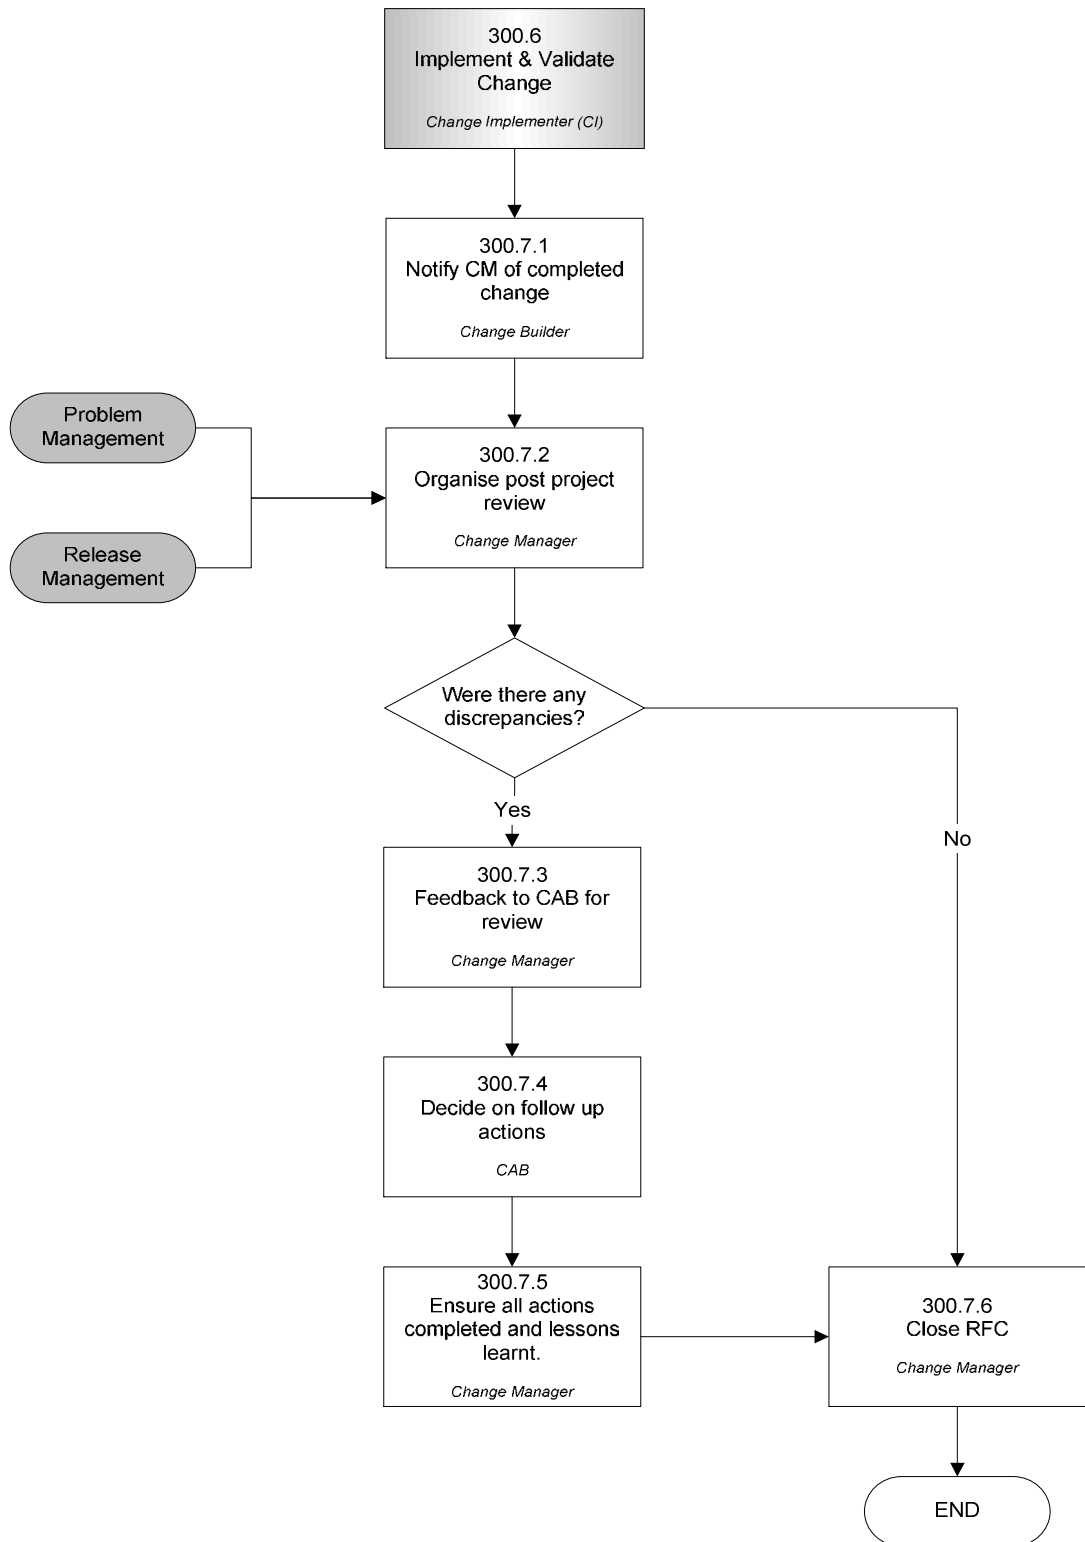 300.6
Implement & Validate
Change
Change Implementer (CI)
300.7.1
Notify CM of completed
change
Change Builder
Problem
Management
300.7.2
Organise post project
review
Change Manager
Release
Management
Were there any
discrepancies?
Yes
No
300.7.3
Feedback to CAB for
review
Change Manager
300.7.4
Decide on follow up
actions
CAB
300.7.5
Ensure all actions
completed and lessons
learnt.
Change Manager
300.7.6
Close RFC
Change Manager
END